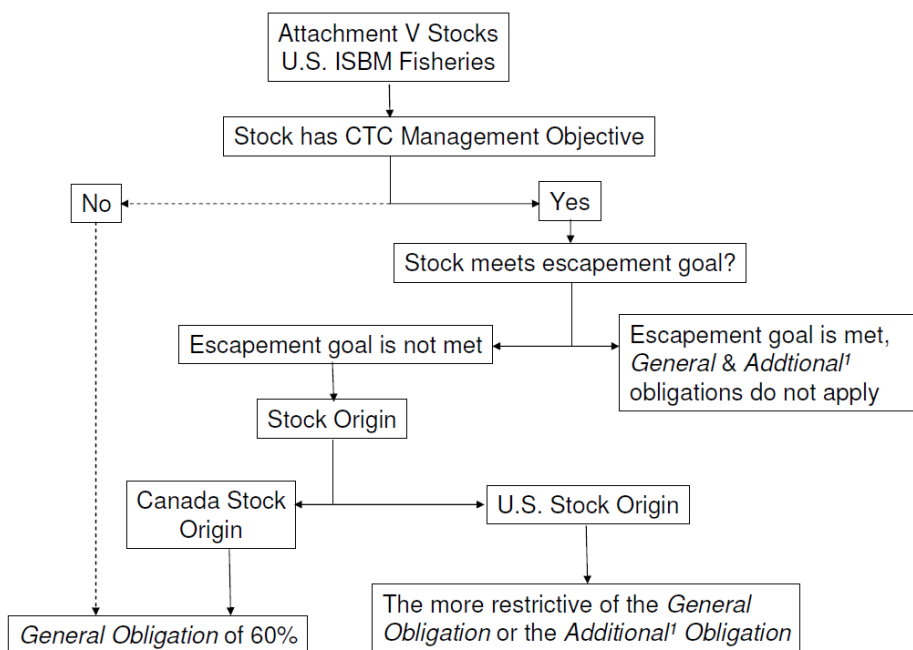 Attachment V Stocks
U.S. ISBM Fisheries
Stock has CTC Management Objective
No
Yes
Stock meets escapement goal?
Escapement goal is not met
Escapement goal is met,
General & Addtional¹
obligations do not apply
Stock Origin
Canada Stock
Origin
U.S. Stock Origin
General Obligation of 60%
The more restrictive of the General
Obligation or the Additional¹ Obligation